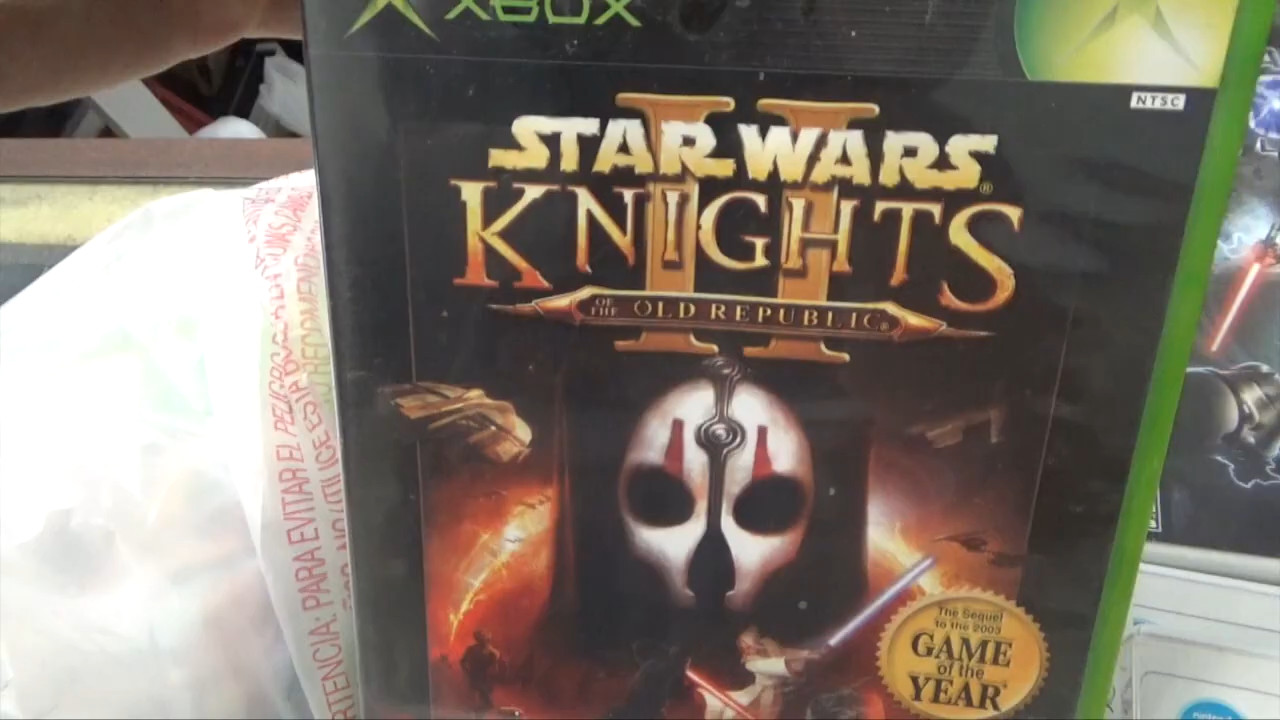 XBOX
NTSC
II
STAR WARS®
KNIGHTS
OF THE OLD REPUBLIC®
The Sequel
to the 2003
GAME
of the
YEAR
RTENCIA: PARA EVITAR EL PELIGRO